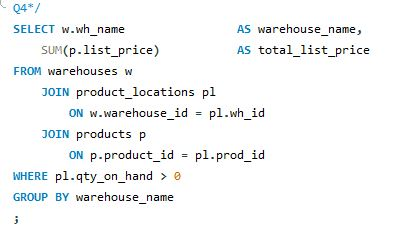 Q4*/
SELECT w.wh_name AS warehouse_name,
SUM(p.list_price) AS total_list_price
FROM warehouses w
JOIN product_locations pl
ON w.warehouse_id = pl.wh_id
JOIN products p
ON p.product_id = pl.prod_id
WHERE pl.qty_on_hand > 0
GROUP BY warehouse_name
;